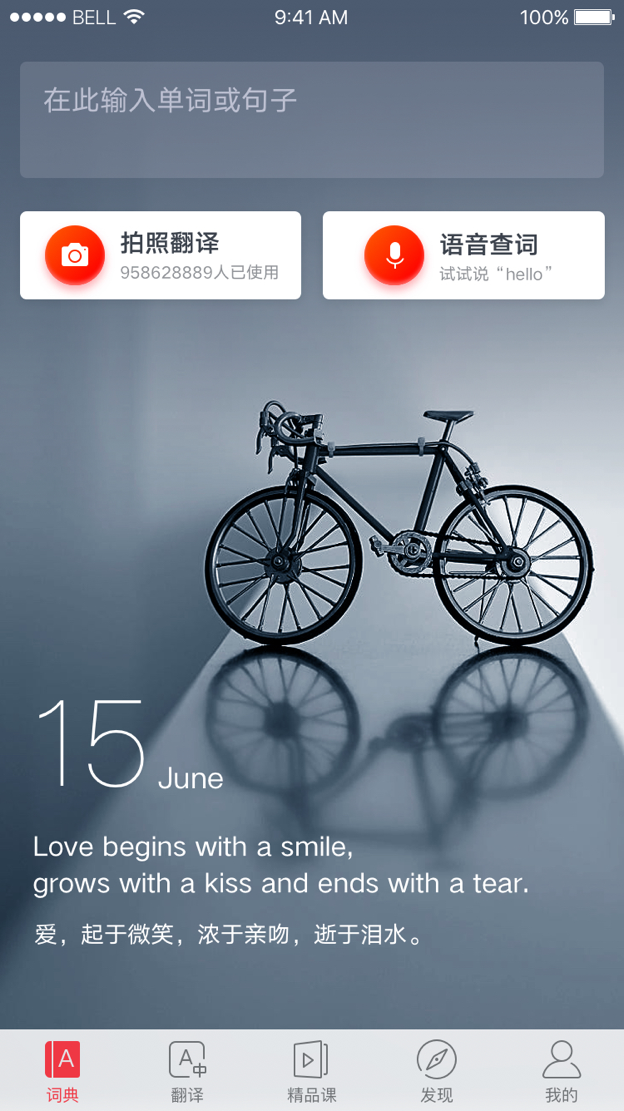 BELL 9:41 AM 100%
在此输入单词或句子
拍照翻译
958628889人已使用
语音查词
试试说“hello”
15 June
Love begins with a smile,
grows with a kiss and ends with a tear.
爱，起于微笑，浓于亲吻，逝于泪水。
A A中
词典 翻译 精品课 发现 我的